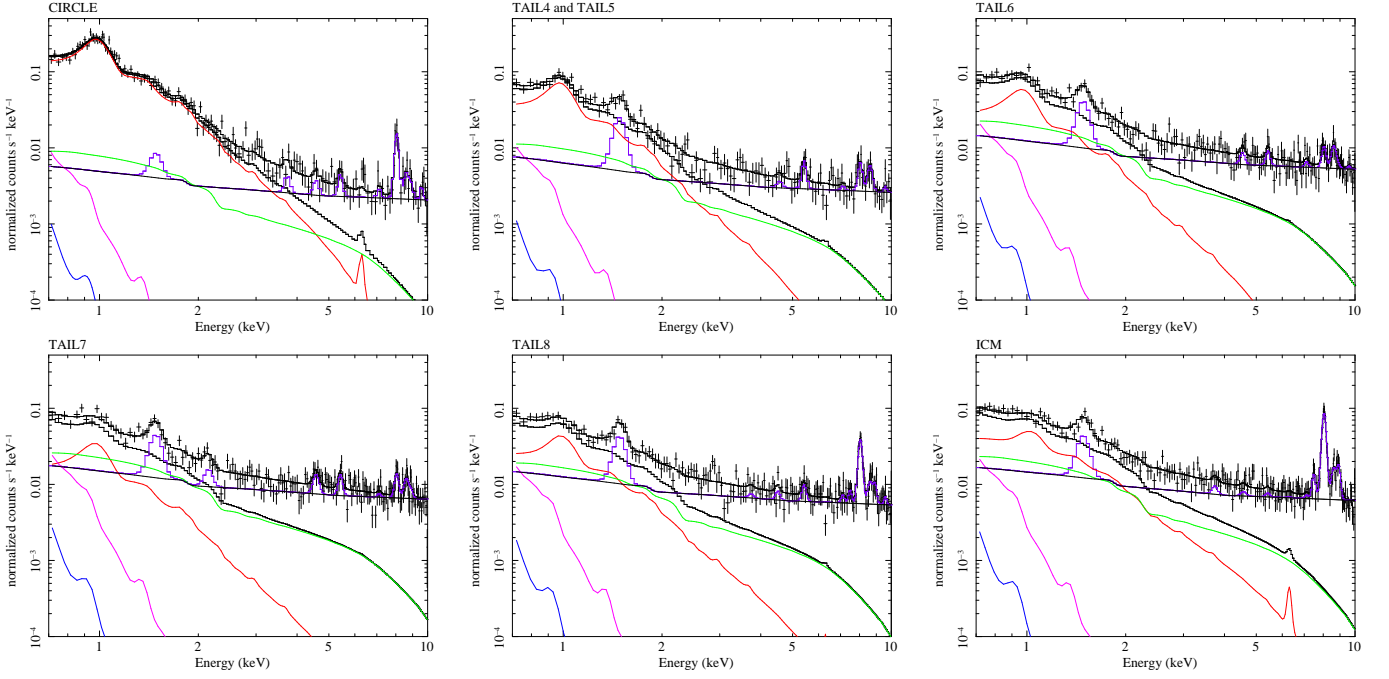 CIRCLE
normalized counts s⁻¹ keV⁻¹
0.1
0.01
10⁻³
10⁻⁴
1 2 5 10
Energy (keV)
TAIL4 and TAIL5
normalized counts s⁻¹ keV⁻¹
0.1
0.01
10⁻³
10⁻⁴
1 2 5 10
Energy (keV)
TAIL6
normalized counts s⁻¹ keV⁻¹
0.1
0.01
10⁻³
10⁻⁴
1 2 5 10
Energy (keV)
TAIL7
normalized counts s⁻¹ keV⁻¹
0.1
0.01
10⁻³
10⁻⁴
1 2 5 10
Energy (keV)
TAIL8
normalized counts s⁻¹ keV⁻¹
0.1
0.01
10⁻³
10⁻⁴
1 2 5 10
Energy (keV)
ICM
normalized counts s⁻¹ keV⁻¹
0.1
0.01
10⁻³
10⁻⁴
1 2 5 10
Energy (keV)